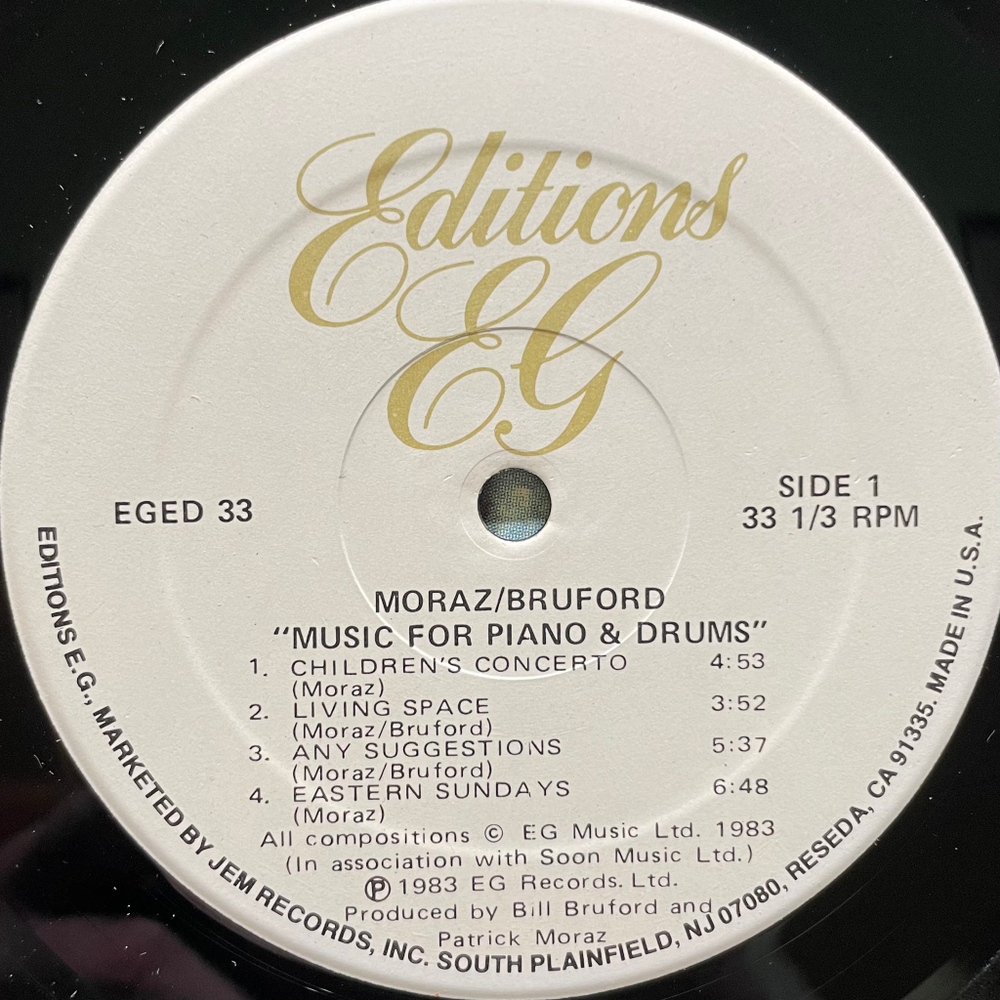 Editions
EG
EGED 33
SIDE 1
33 1/3 RPM
MORAZ/BRUFORD
"MUSIC FOR PIANO & DRUMS"
1. CHILDREN'S CONCERTO 4:53
(Moraz)
2. LIVING SPACE 3:52
(Moraz/Bruford)
3. ANY SUGGESTIONS 5:37
(Moraz/Bruford)
4. EASTERN SUNDAYS 6:48
(Moraz)
All compositions © EG Music Ltd. 1983
(In association with Soon Music Ltd.)
℗ 1983 EG Records. Ltd.
Produced by Bill Bruford and
Patrick Moraz
EDITIONS E.G., MARKETED BY JEM RECORDS, INC. SOUTH PLAINFIELD, NJ 07080, RESEDA, CA 91335. MADE IN U.S.A.